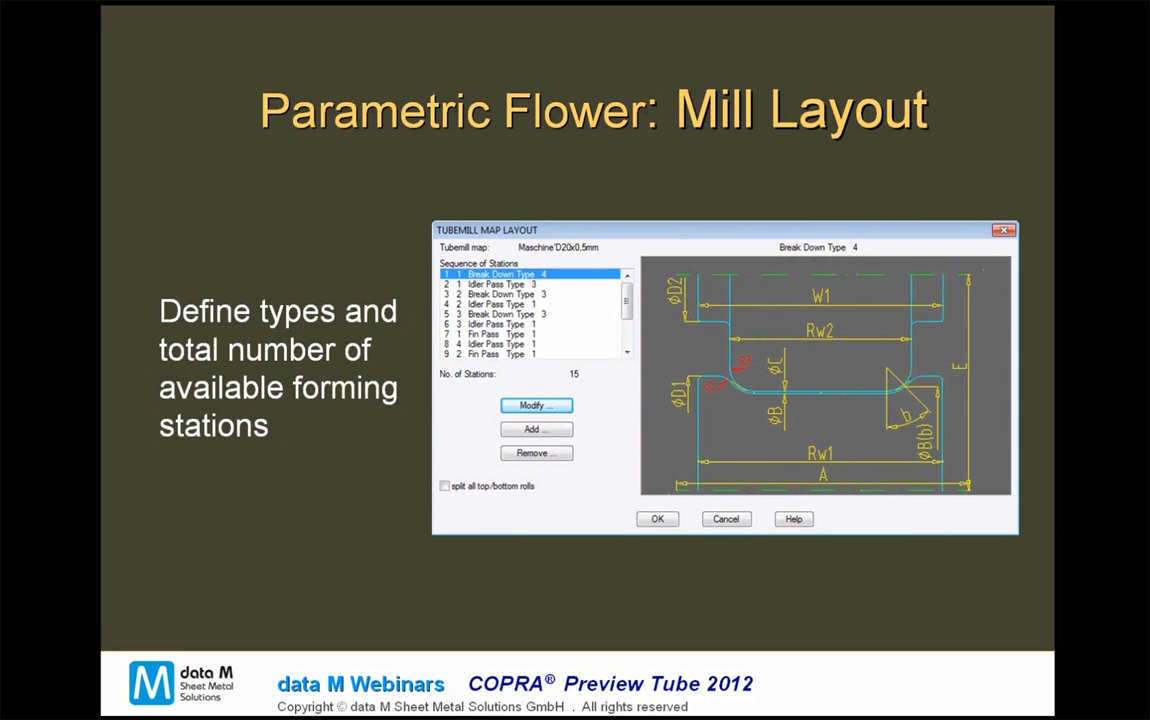 Parametric Flower: Mill Layout
Define types and
total number of
available forming
stations
TUBEMILL MAP LAYOUT
Tubemill map: Maschine'D20x0,5mm Break Down Type 4
Sequence of Stations
1 1 Break Down Type 4
2 1 Idler Pass Type 3
3 2 Break Down Type 3
4 2 Idler Pass Type 1
5 3 Break Down Type 3
6 3 Idler Pass Type 1
7 1 Fin Pass Type 1
8 4 Idler Pass Type 1
9 2 Fin Pass Type 1
No. of Stations: 15
Modify ...
Add ...
Remove ...
split all top/bottom rolls
øD2
W1
Rw2
øC
R3
E
øD1
øB
b
øB(b)
Rw1
A
OK Cancel Help
data M
Sheet Metal
Solutions
data M Webinars COPRA® Preview Tube 2012
Copyright © data M Sheet Metal Solutions GmbH . All rights reserved